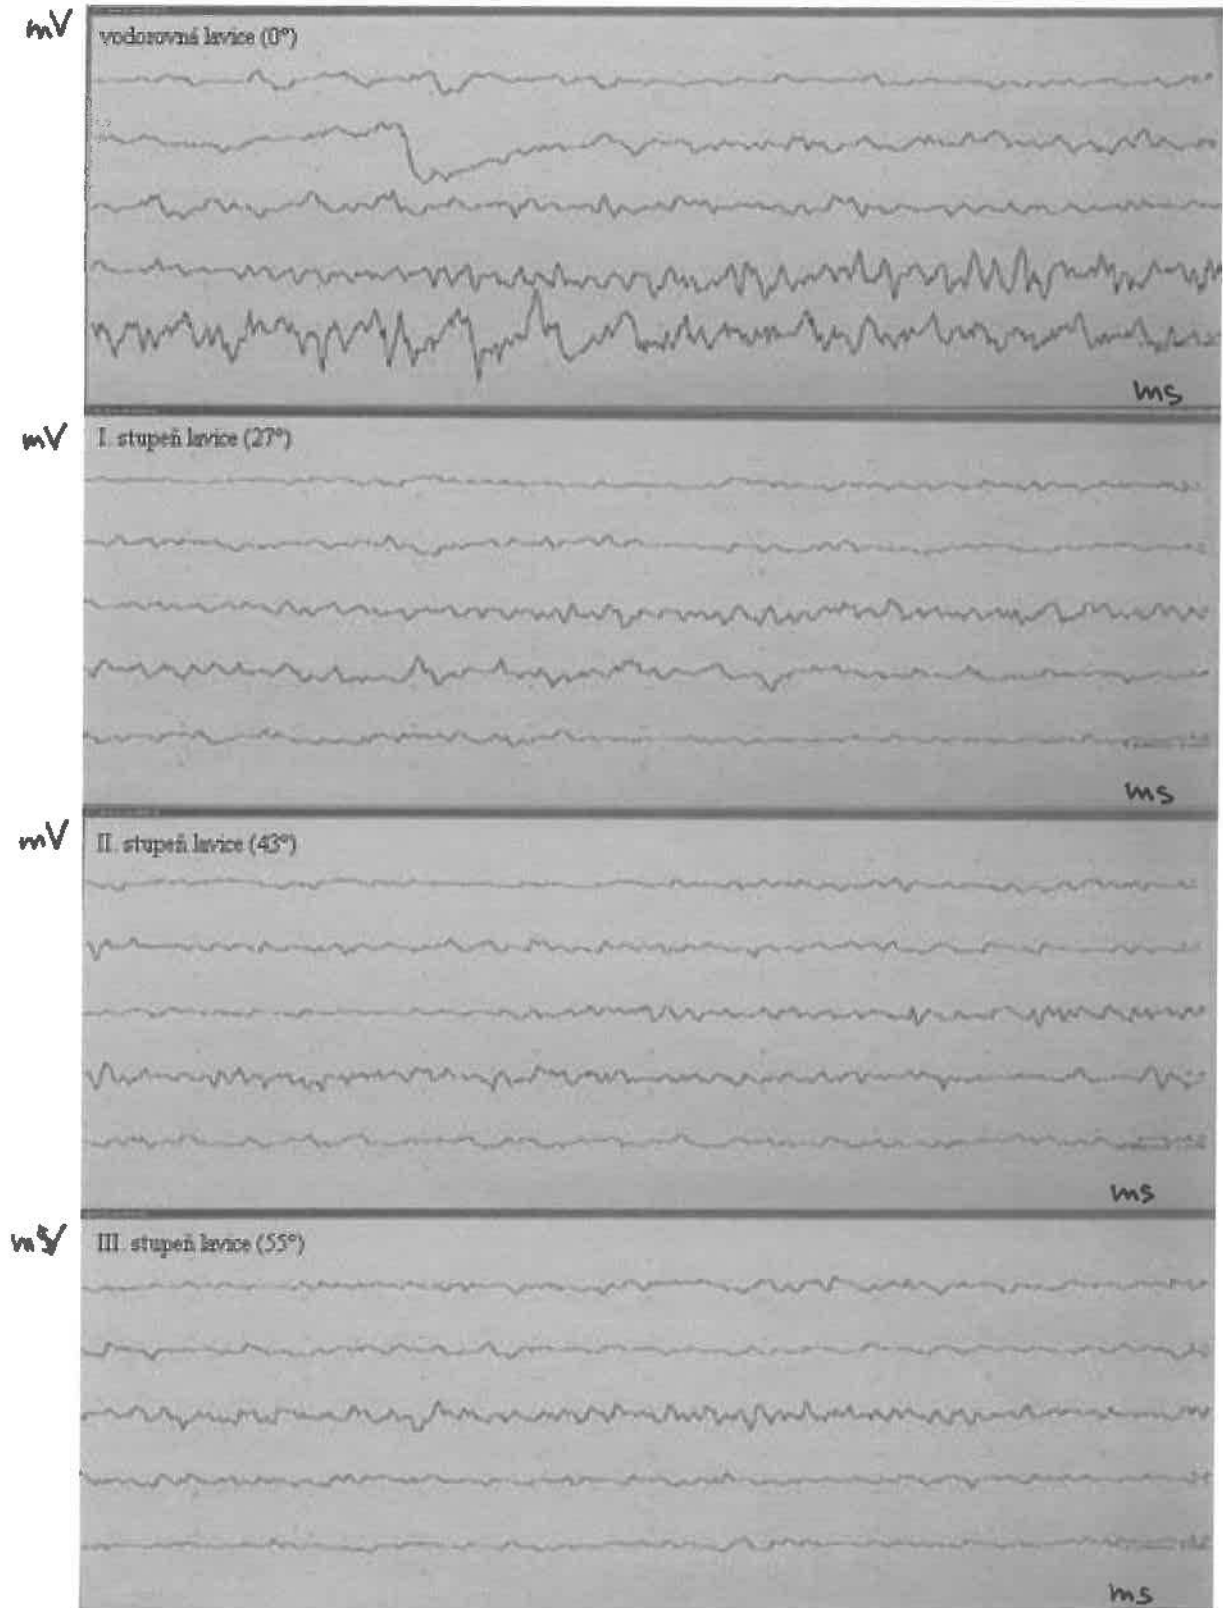 mV
vodorovná lavice (0°)
ms
mV
I. stupeň lavice (27°)
ms
mV
II. stupeň lavice (43°)
ms
III. stupeň lavice (55°)
ms